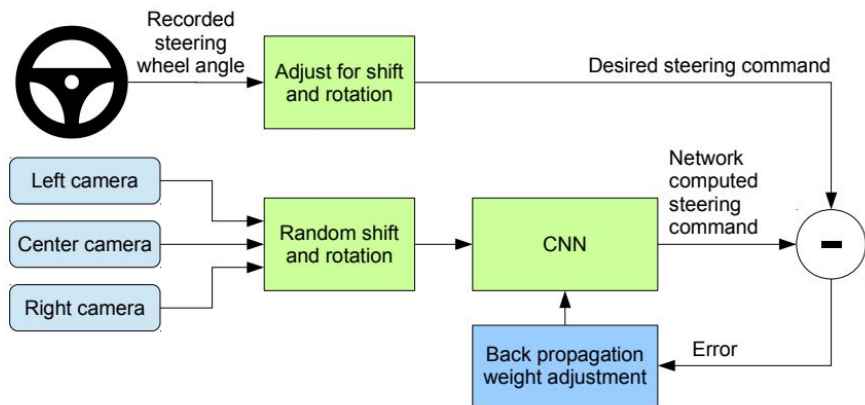 Recorded
steering
wheel angle
Adjust for shift
and rotation
Desired steering command
Left camera
Center camera
Right camera
Random shift
and rotation
CNN
Network
computed
steering
command
-
Back propagation
weight adjustment
Error